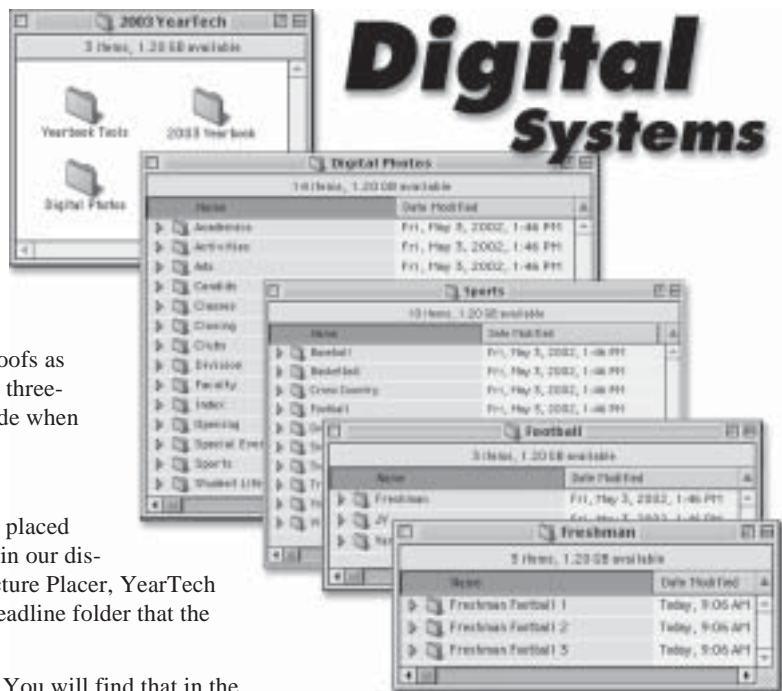 2003 YearTech
3 items, 1.20 GB available
Yearbook Tools
2003 Yearbook
Digital Photos
Digital
Systems
Digital Photos
14 items, 1.20 GB available
Name Date Modified
Academics Fri, May 3, 2002, 1:46 PM
Activities Fri, May 3, 2002, 1:46 PM
Ads Fri, May 3, 2002, 1:46 PM
Candids
Classes
Closing
Clubs
Division
Faculty
Index
Opening
Special Even
Sports
Student Life
Sports
10 items, 1.20 GB available
Name Date Modified
Baseball Fri, May 3, 2002, 1:46 PM
Basketball Fri, May 3, 2002, 1:46 PM
Cross Country Fri, May 3, 2002, 1:46 PM
Football Fri, May 3, 2002, 1:46 PM
Football
3 items, 1.20 GB available
Name Date Modified
Freshman Fri, May 3, 2002, 1:46 PM
JV
Freshman
3 items, 1.20 GB available
Name Date Modified
Freshman Football 1 Today, 9:06 AM
Freshman Football 2 Today, 9:06 AM
Freshman Football 3 Today, 9:06 AM
oofs as
three-
de when
placed
in our dis-
cture Placer, YearTech
eadline folder that the
You will find that in the